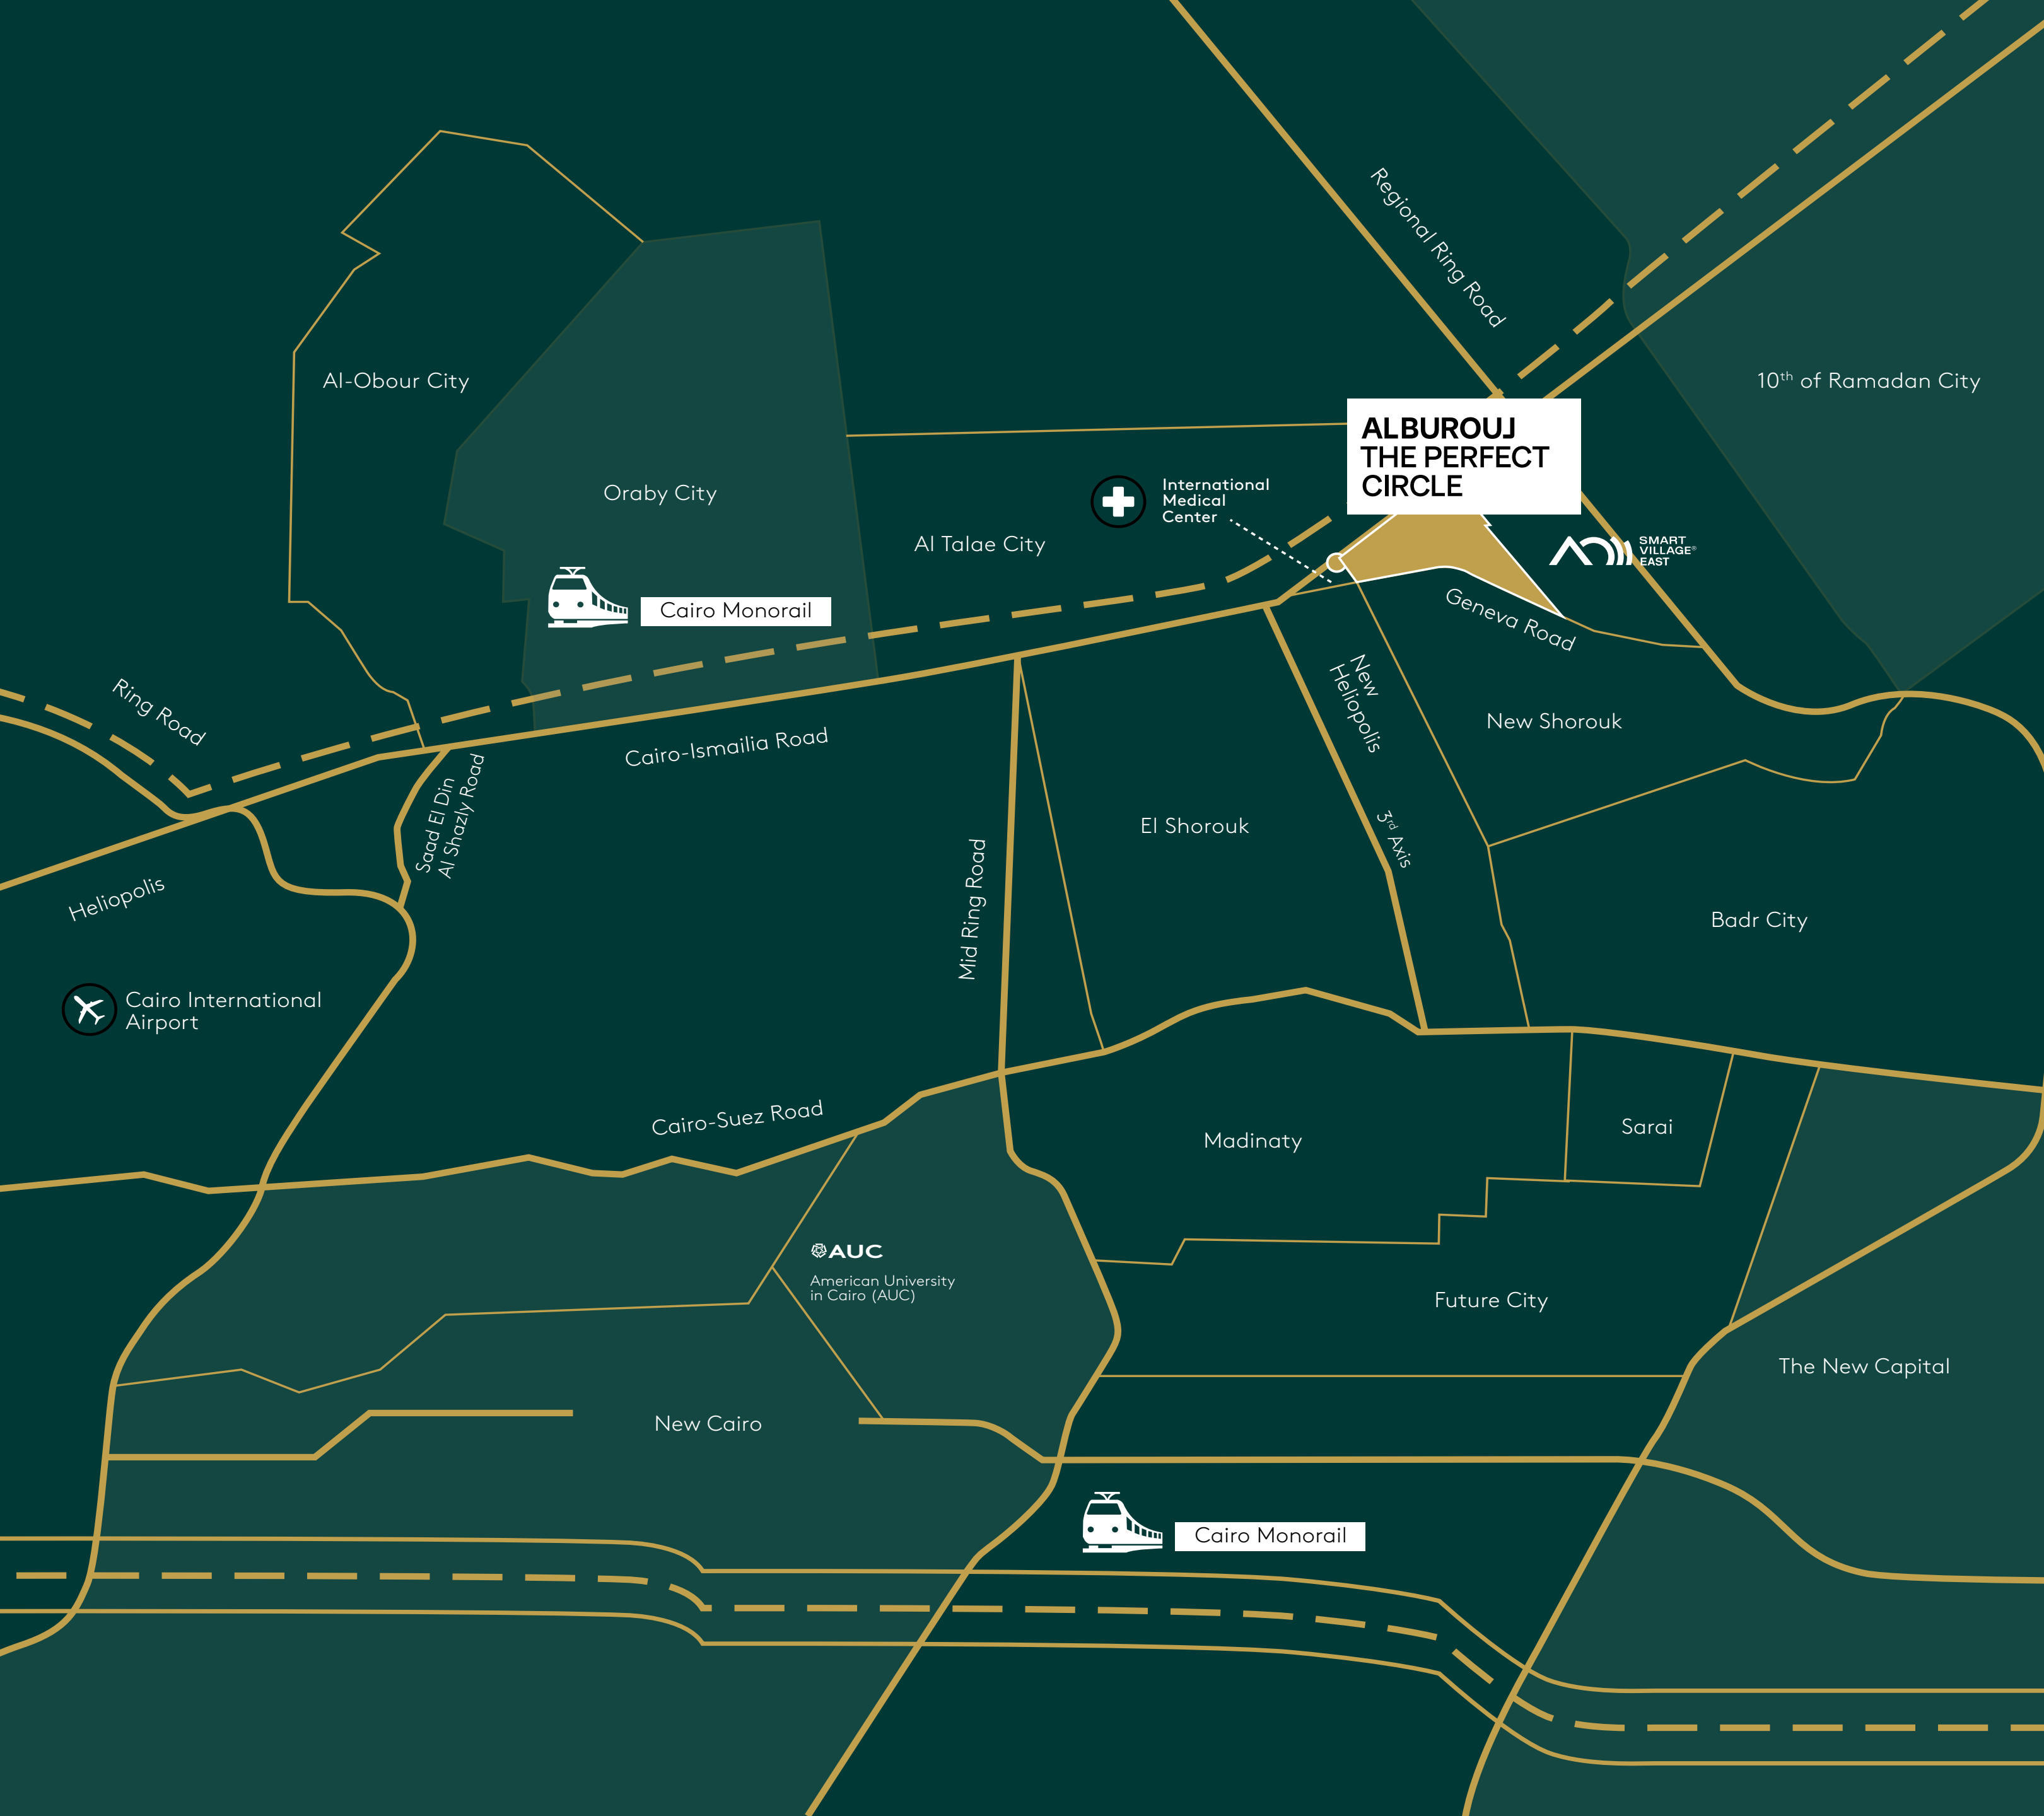 Regional Ring Road
Al-Obour City
10th of Ramadan City
ALBUROUJ
THE PERFECT
CIRCLE
Oraby City
International
Medical
Center
Al Talae City
SMART
VILLAGE®
EAST
Cairo Monorail
Geneva Road
Ring Road
New
Heliopolis
New Shorouk
Cairo-Ismailia Road
Saad El Din
Al Shazly Road
El Shorouk
3rd Axis
Heliopolis
Mid Ring Road
Badr City
Cairo International
Airport
Cairo-Suez Road
Madinaty
Sarai
AUC
American University
in Cairo (AUC)
Future City
The New Capital
New Cairo
Cairo Monorail